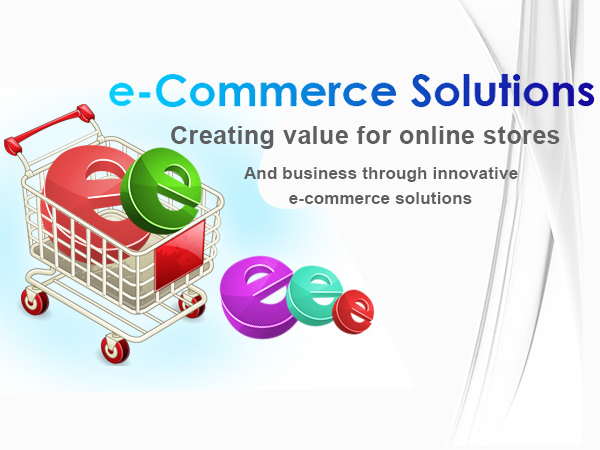 e-Commerce Solutions
Creating value for online stores
And business through innovative
e-commerce solutions
e e
e e e